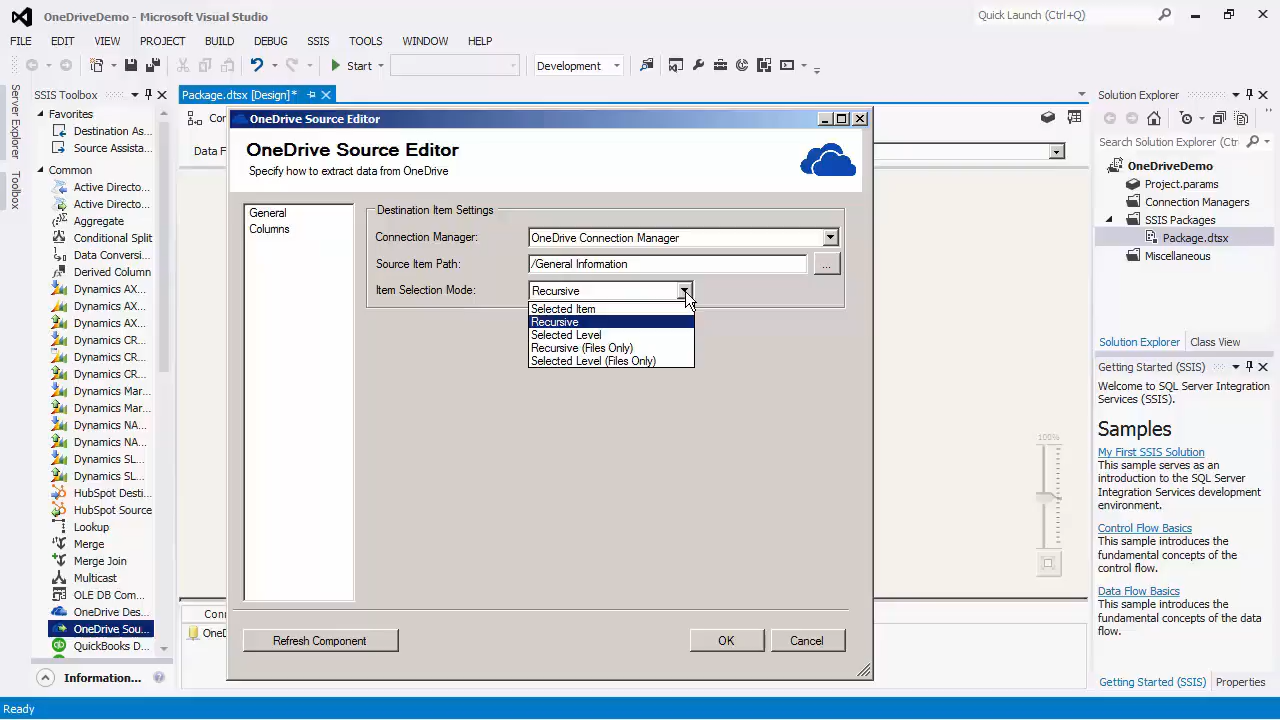 OneDriveDemo - Microsoft Visual Studio
Quick Launch (Ctrl+Q)
FILE EDIT VIEW PROJECT BUILD DEBUG SSIS TOOLS WINDOW HELP
Start
Development
Server Explorer
Toolbox
SSIS Toolbox
Favorites
Destination As...
Source Assista...
Common
Active Directo...
Active Directo...
Aggregate
Conditional Split
Data Conversi...
Derived Column
Dynamics AX...
Dynamics AX...
Dynamics AX...
Dynamics CR...
Dynamics CR...
Dynamics CR...
Dynamics Mar...
Dynamics Mar...
Dynamics NA...
Dynamics NA...
Dynamics SL...
Dynamics SL...
HubSpot Desti...
HubSpot Source
Lookup
Merge
Merge Join
Multicast
OLE DB Com...
OneDrive Des...
OneDrive Sou...
QuickBooks D...
Information...
Package.dtsx [Design]*
Con
Data F
OneDrive Source Editor
OneDrive Source Editor
Specify how to extract data from OneDrive
General
Columns
Destination Item Settings
Connection Manager:
OneDrive Connection Manager
Source Item Path:
/General Information
...
Item Selection Mode:
Recursive
Selected Item
Recursive
Selected Level
Recursive (Files Only)
Selected Level (Files Only)
Refresh Component
OK
Cancel
100%
Conn
OneD
Solution Explorer
Search Solution Explorer (Ctr
OneDriveDemo
Project.params
Connection Managers
SSIS Packages
Package.dtsx
Miscellaneous
Solution Explorer Class View
Getting Started (SSIS)
Welcome to SQL Server Integration
Services (SSIS).
Samples
My First SSIS Solution
This sample serves as an
introduction to the SQL Server
Integration Services development
environment.
Control Flow Basics
This sample introduces the
fundamental concepts of the
control flow.
Data Flow Basics
This sample introduces the
fundamental concepts of the data
flow.
Getting Started (SSIS) Properties
Ready